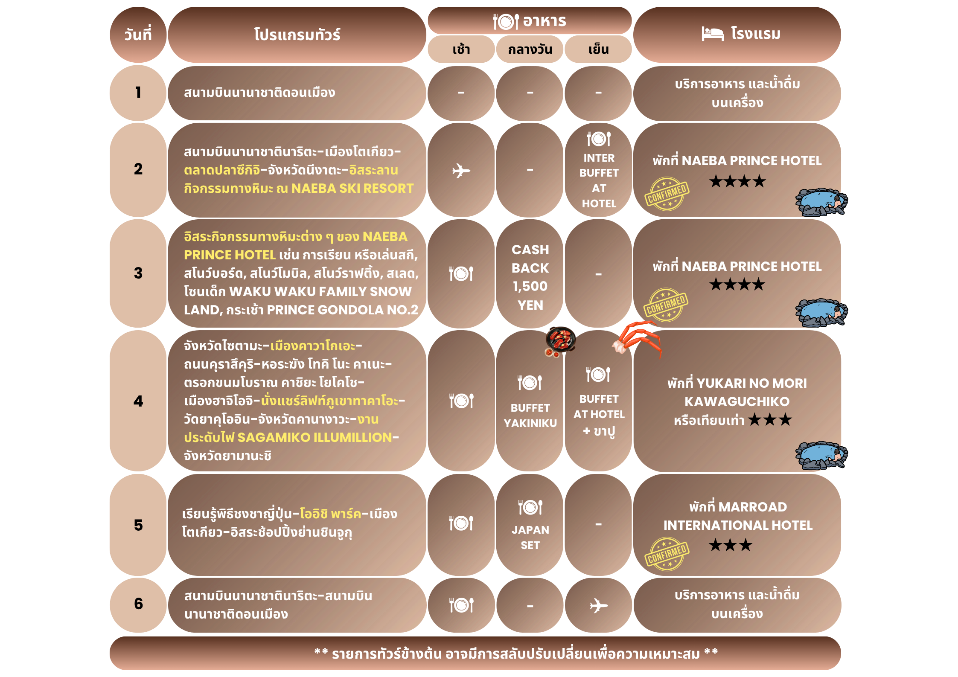 วันที่
โปรแกรมทัวร์
อาหาร
เช้า
กลางวัน
เย็น
โรงแรม
1
สนามบินนานาชาติดอนเมือง
-
-
-
บริการอาหาร และน้ำดื่ม
บนเครื่อง
2
สนามบินนานาชาตินาริตะ-เมืองโตเกียว-
ตลาดปลาซึกิจิ-จังหวัดนีงาตะ-อิสระลาน
กิจกรรมทางหิมะ ณ NAEBA SKI RESORT
-
INTER
BUFFET
AT
HOTEL
พักที่ NAEBA PRINCE HOTEL
★★★★
CONFIRMED
3
อิสระกิจกรรมทางหิมะต่าง ๆ ของ NAEBA
PRINCE HOTEL เช่น การเรียน หรือเล่นสกี,
สโนว์บอร์ด, สโนว์โมบิล, สโนว์ราฟติ้ง, สเลด,
โซนเด็ก WAKU WAKU FAMILY SNOW
LAND, กระเช้า PRINCE GONDOLA NO.2
CASH
BACK
1,500
YEN
-
พักที่ NAEBA PRINCE HOTEL
★★★★
CONFIRMED
4
จังหวัดไซตามะ-เมืองคาวาโกเอะ-
ถนนคุราสึคุริ-หอระฆัง โทคิ โนะ คาเนะ-
ตรอกขนมโบราณ คาชิยะ โยโคโช-
เมืองฮาจิโอจิ-นั่งแชร์ลิฟท์ภูเขาทาคาโอะ-
วัดยาคุโออิน-จังหวัดคานางาวะ-งาน
ประดับไฟ SAGAMIKO ILLUMILLION-
จังหวัดยามานะชิ
BUFFET
YAKINIKU
BUFFET
AT HOTEL
+ ขาปู
พักที่ YUKARI NO MORI
KAWAGUCHIKO
หรือเทียบเท่า ★★★
5
เรียนรู้พิธีชงชาญี่ปุ่น-โออิชิ พาร์ค-เมือง
โตเกียว-อิสระช้อปปิ้งย่านชินจูกุ
JAPAN
SET
-
พักที่ MARROAD
INTERNATIONAL HOTEL
★★★
CONFIRMED
6
สนามบินนานาชาตินาริตะ-สนามบิน
นานาชาติดอนเมือง
-
บริการอาหาร และน้ำดื่ม
บนเครื่อง
** รายการทัวร์ข้างต้น อาจมีการสลับปรับเปลี่ยนเพื่อความเหมาะสม **